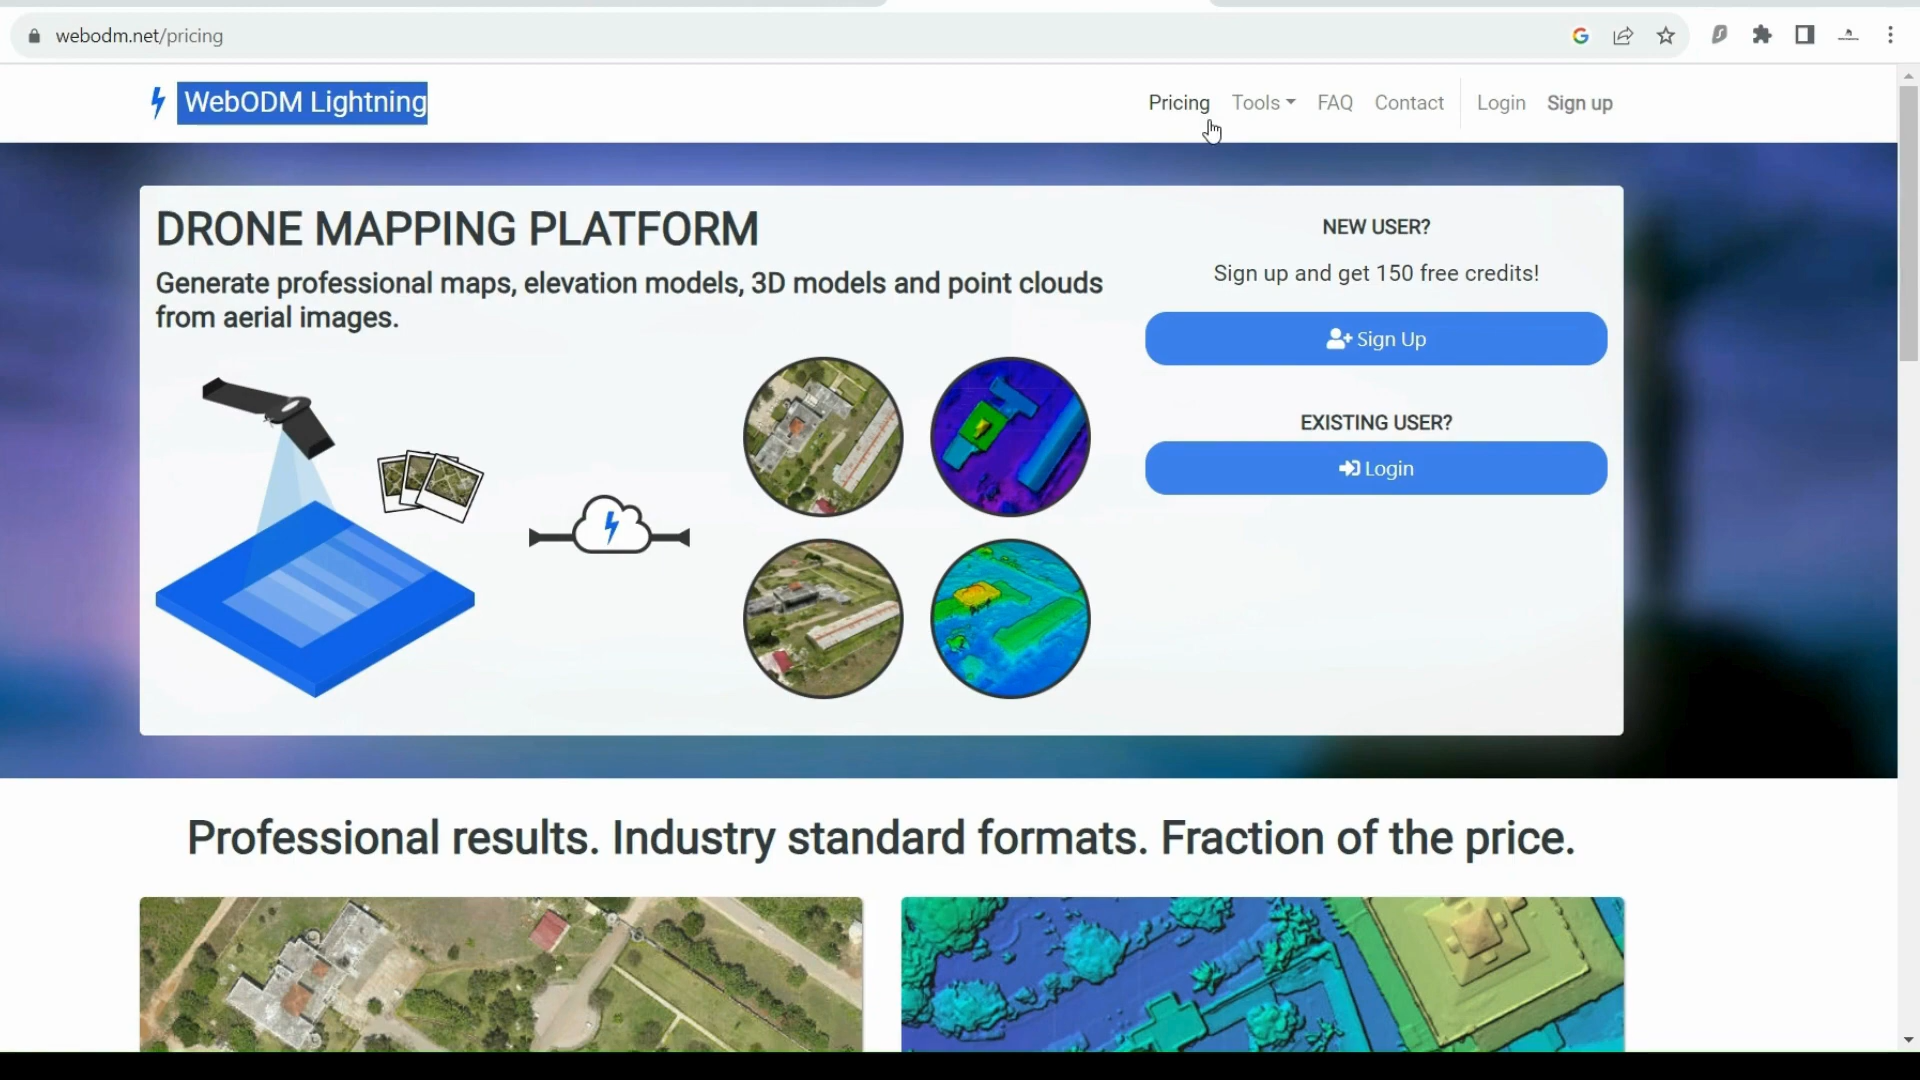 webodm.net/pricing
WebODM Lightning
Pricing Tools FAQ Contact Login Sign up
DRONE MAPPING PLATFORM
Generate professional maps, elevation models, 3D models and point clouds
from aerial images.
NEW USER?
Sign up and get 150 free credits!
Sign Up
EXISTING USER?
Login
Professional results. Industry standard formats. Fraction of the price.